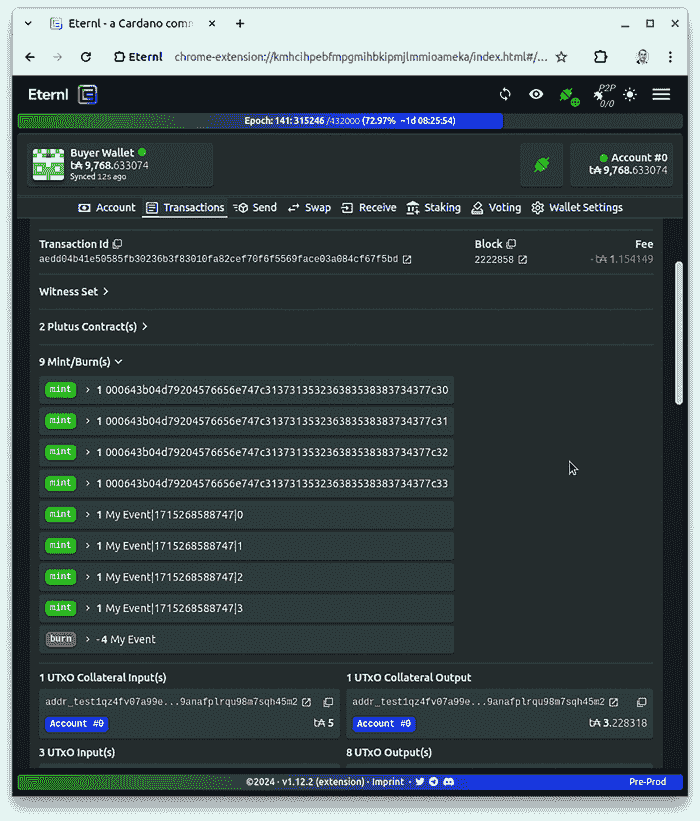 Eternl - a Cardano comm
Eternl chrome-extension://kmhcihpebfmpgmihbkipmjlmmioameka/index.html#/...
Eternl
P2P
0/0
Epoch: 141: 315246 /432000 (72.97% ~1d 08:25:54)
Buyer Wallet
₳ 9,768.633074
Synced 12s ago
Account #0
₳ 9,768.633074
Account Transactions Send Swap Receive Staking Voting Wallet Settings
Transaction Id Block Fee
aedd04b41e50585fb30236b3f83010fa82cef70f6f5569face03a084cf67f5bd 2222858 -t₳ 1.154149
Witness Set
2 Plutus Contract(s)
9 Mint/Burn(s)
mint 1 000643b04d79204576656e747c313731353236383538383734377c30
mint 1 000643b04d79204576656e747c313731353236383538383734377c31
mint 1 000643b04d79204576656e747c313731353236383538383734377c32
mint 1 000643b04d79204576656e747c313731353236383538383734377c33
mint 1 My Event|1715268588747|0
mint 1 My Event|1715268588747|1
mint 1 My Event|1715268588747|2
mint 1 My Event|1715268588747|3
burn -4 My Event
1 UTxO Collateral Input(s) 1 UTxO Collateral Output
addr_test1qz4fv07a99e...9anafplrqu98m7sqh45m2 addr_test1qz4fv07a99e...9anafplrqu98m7sqh45m2
Account #0 t₳ 5 Account #0 t₳ 3.228318
3 UTxO Input(s) 8 UTxO Output(s)
©2024 · v1.12.2 (extension) · Imprint · Pre-Prod